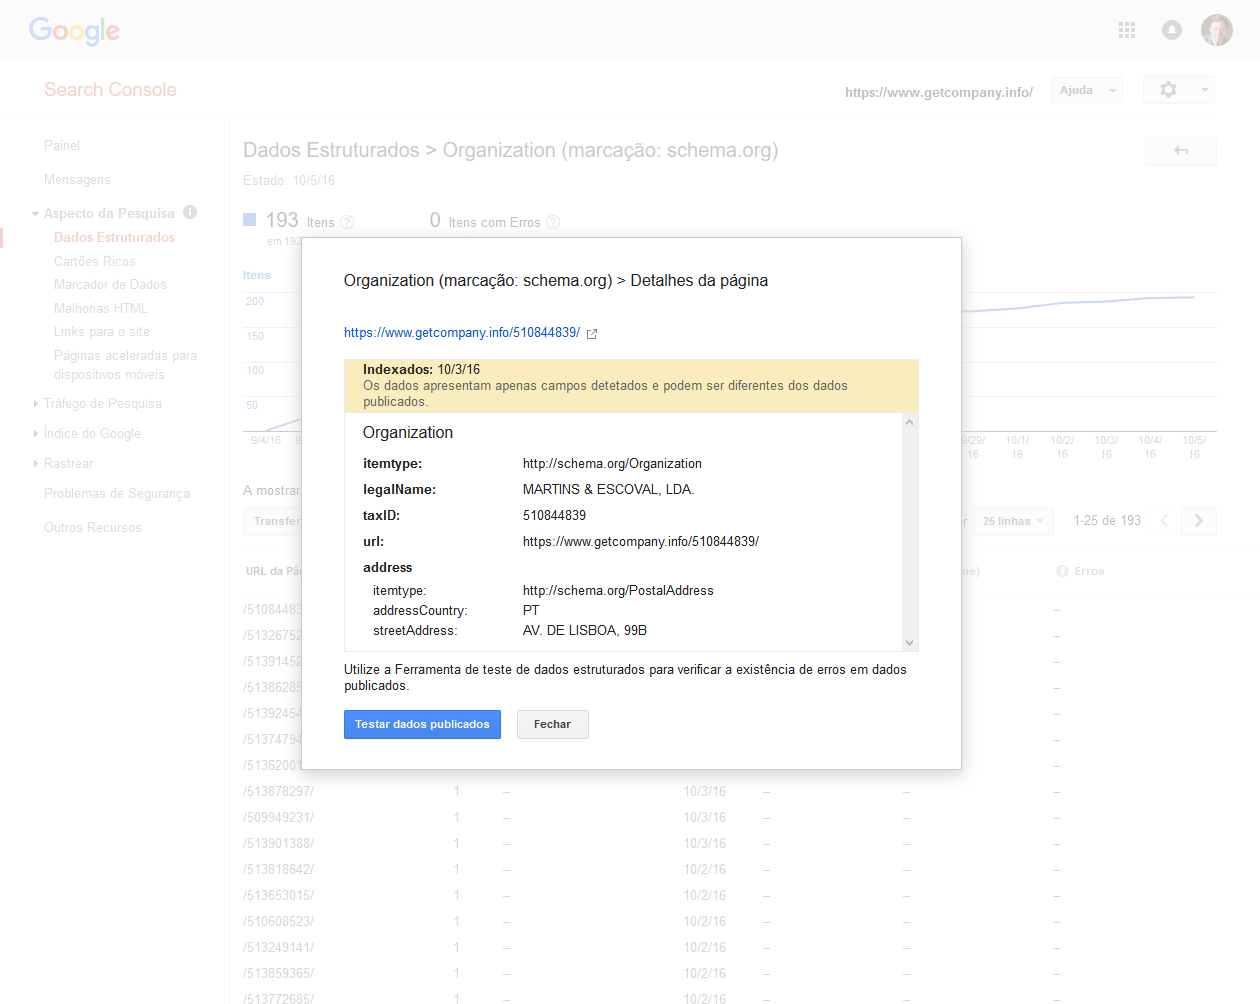 Google
Search Console
https://www.getcompany.info/
Ajuda
Painel
Mensagens
Aspecto da Pesquisa
Dados Estruturados
Cartões Ricos
Marcador de Dados
Melhorias HTML
Links para o site
Páginas aceleradas para
dispositivos móveis
Tráfego de Pesquisa
Índice do Google
Rastrear
Problemas de Segurança
Outros Recursos
Dados Estruturados > Organization (marcação: schema.org)
Estado: 10/5/16
193 Itens ? 0 Itens com Erros ?
em 193
Itens
200
150
100
50
9/4/16 9
9/29/16 10/1/16 10/2/16 10/3/16 10/4/16 10/5/16
Organization (marcação: schema.org) > Detalhes da página
https://www.getcompany.info/510844839/
Indexados: 10/3/16
Os dados apresentam apenas campos detetados e podem ser diferentes dos dados
publicados.
Organization
itemtype: http://schema.org/Organization
legalName: MARTINS & ESCOVAL, LDA.
taxID: 510844839
url: https://www.getcompany.info/510844839/
address
itemtype: http://schema.org/PostalAddress
addressCountry: PT
streetAddress: AV. DE LISBOA, 99B
Utilize a Ferramenta de teste de dados estruturados para verificar a existência de erros em dados
publicados.
Testar dados publicados Fechar
A mostrar
Transfer
25 linhas 1-25 de 193
URL da Pá me) Erros
/5108448 –
/5132675 –
/5139145 –
/5138628 –
/5139245 –
/5137479 –
/5136200 –
/513878297/ 1 – 10/3/16 – – –
/509949231/ 1 – 10/3/16 – – –
/513901388/ 1 – 10/3/16 – – –
/513818642/ 1 – 10/2/16 – – –
/513653015/ 1 – 10/2/16 – – –
/510608523/ 1 – 10/2/16 – – –
/513249141/ 1 – 10/2/16 – – –
/513859365/ 1 – 10/2/16 – – –
/513772685/ 1 – 10/2/16 – – –